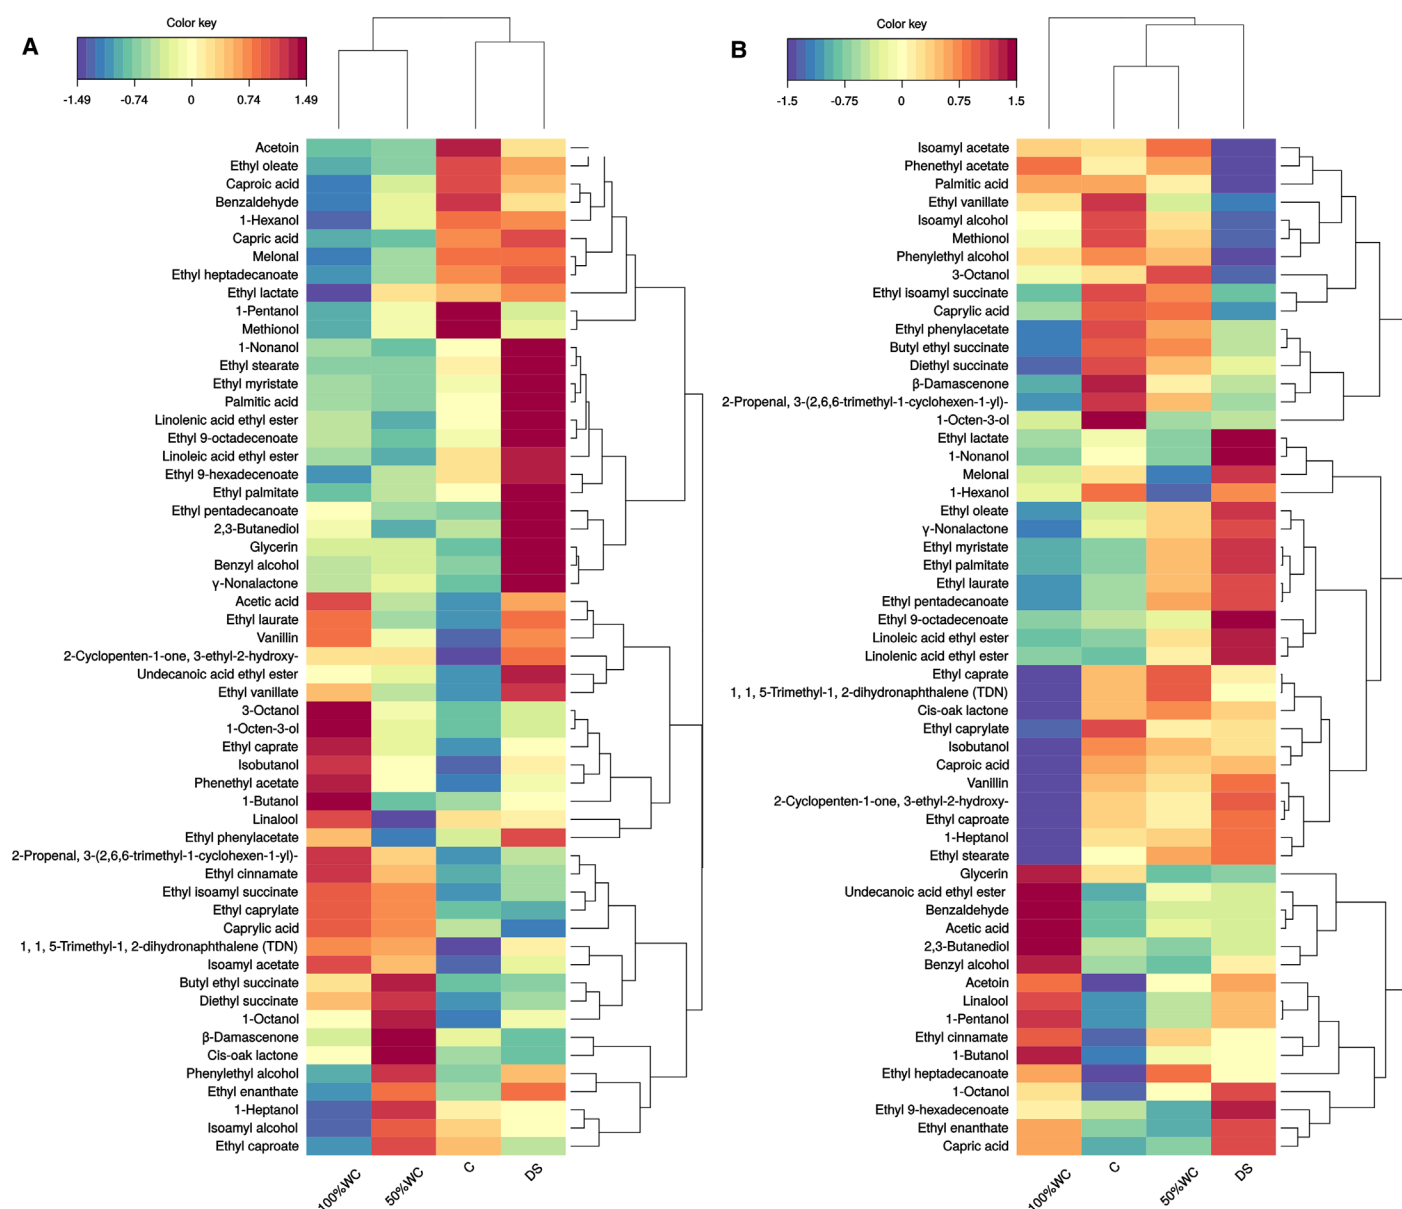 A
Color key
-1.49 -0.74 0 0.74 1.49
Acetoin
Ethyl oleate
Caproic acid
Benzaldehyde
1-Hexanol
Capric acid
Melonal
Ethyl heptadecanoate
Ethyl lactate
1-Pentanol
Methionol
1-Nonanol
Ethyl stearate
Ethyl myristate
Palmitic acid
Linolenic acid ethyl ester
Ethyl 9-octadecenoate
Linoleic acid ethyl ester
Ethyl 9-hexadecenoate
Ethyl palmitate
Ethyl pentadecanoate
2,3-Butanediol
Glycerin
Benzyl alcohol
γ-Nonalactone
Acetic acid
Ethyl laurate
Vanillin
2-Cyclopenten-1-one, 3-ethyl-2-hydroxy-
Undecanoic acid ethyl ester
Ethyl vanillate
3-Octanol
1-Octen-3-ol
Ethyl caprate
Isobutanol
Phenethyl acetate
1-Butanol
Linalool
Ethyl phenylacetate
2-Propenal, 3-(2,6,6-trimethyl-1-cyclohexen-1-yl)-
Ethyl cinnamate
Ethyl isoamyl succinate
Ethyl caprylate
Caprylic acid
1, 1, 5-Trimethyl-1, 2-dihydronaphthalene (TDN)
Isoamyl acetate
Butyl ethyl succinate
Diethyl succinate
1-Octanol
β-Damascenone
Cis-oak lactone
Phenylethyl alcohol
Ethyl enanthate
1-Heptanol
Isoamyl alcohol
Ethyl caproate
100%WC 50%WC C DS
B
Color key
-1.5 -0.75 0 0.75 1.5
Isoamyl acetate
Phenethyl acetate
Palmitic acid
Ethyl vanillate
Isoamyl alcohol
Methionol
Phenylethyl alcohol
3-Octanol
Ethyl isoamyl succinate
Caprylic acid
Ethyl phenylacetate
Butyl ethyl succinate
Diethyl succinate
β-Damascenone
2-Propenal, 3-(2,6,6-trimethyl-1-cyclohexen-1-yl)-
1-Octen-3-ol
Ethyl lactate
1-Nonanol
Melonal
1-Hexanol
Ethyl oleate
γ-Nonalactone
Ethyl myristate
Ethyl palmitate
Ethyl laurate
Ethyl pentadecanoate
Ethyl 9-octadecenoate
Linoleic acid ethyl ester
Linolenic acid ethyl ester
Ethyl caprate
1, 1, 5-Trimethyl-1, 2-dihydronaphthalene (TDN)
Cis-oak lactone
Ethyl caprylate
Isobutanol
Caproic acid
Vanillin
2-Cyclopenten-1-one, 3-ethyl-2-hydroxy-
Ethyl caproate
1-Heptanol
Ethyl stearate
Glycerin
Undecanoic acid ethyl ester
Benzaldehyde
Acetic acid
2,3-Butanediol
Benzyl alcohol
Acetoin
Linalool
1-Pentanol
Ethyl cinnamate
1-Butanol
Ethyl heptadecanoate
1-Octanol
Ethyl 9-hexadecenoate
Ethyl enanthate
Capric acid
100%WC C 50%WC DS